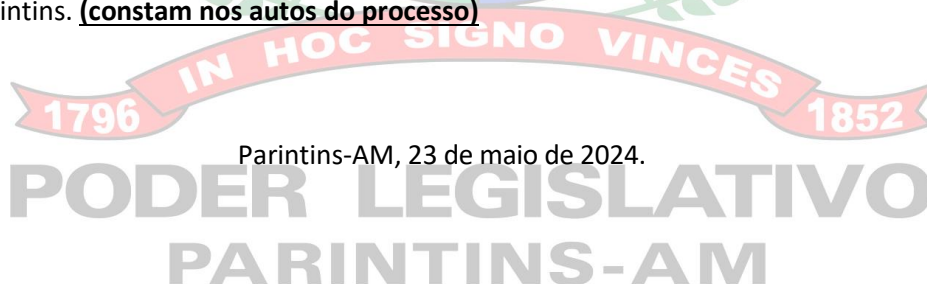 intins. (constam nos autos do processo)
IN HOC SIGNO VINCES
1796 1852
Parintins-AM, 23 de maio de 2024.
PODER LEGISLATIVO
PARINTINS-AM